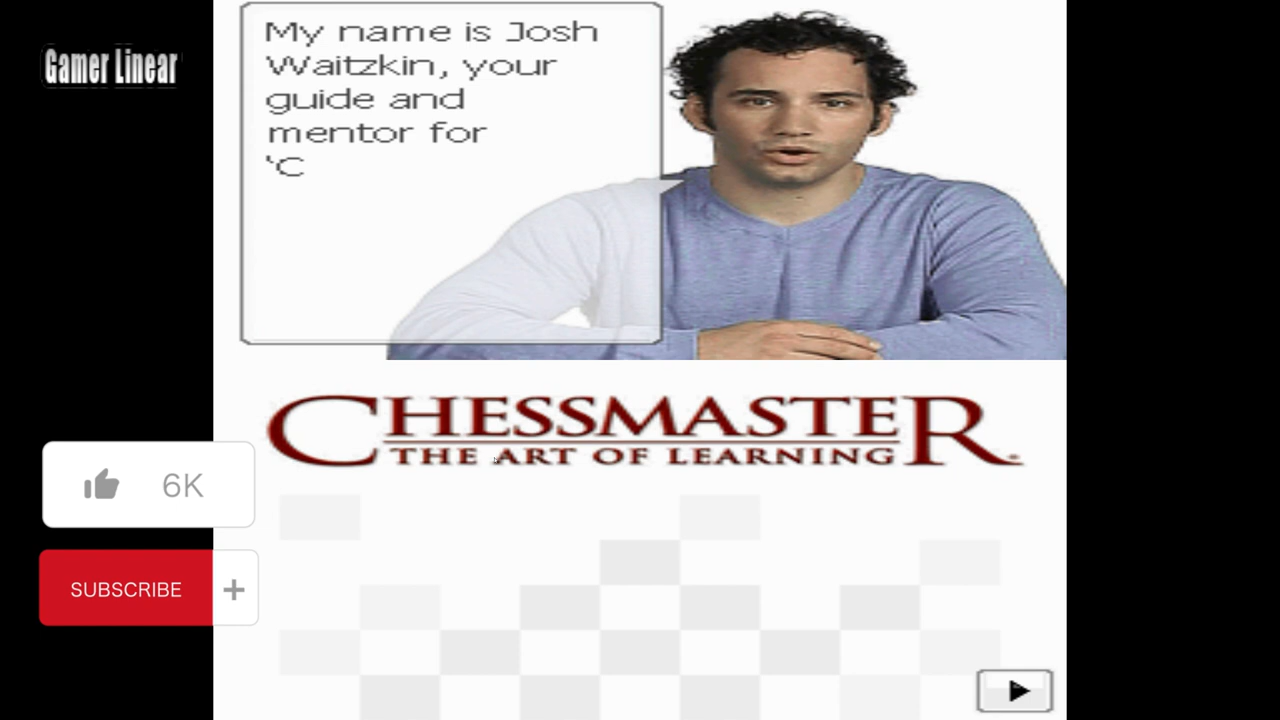 Gamer Linear
My name is Josh
Waitzkin, your
guide and
mentor for
'C
CHESSMASTER
THE ART OF LEARNING
6K
SUBSCRIBE +